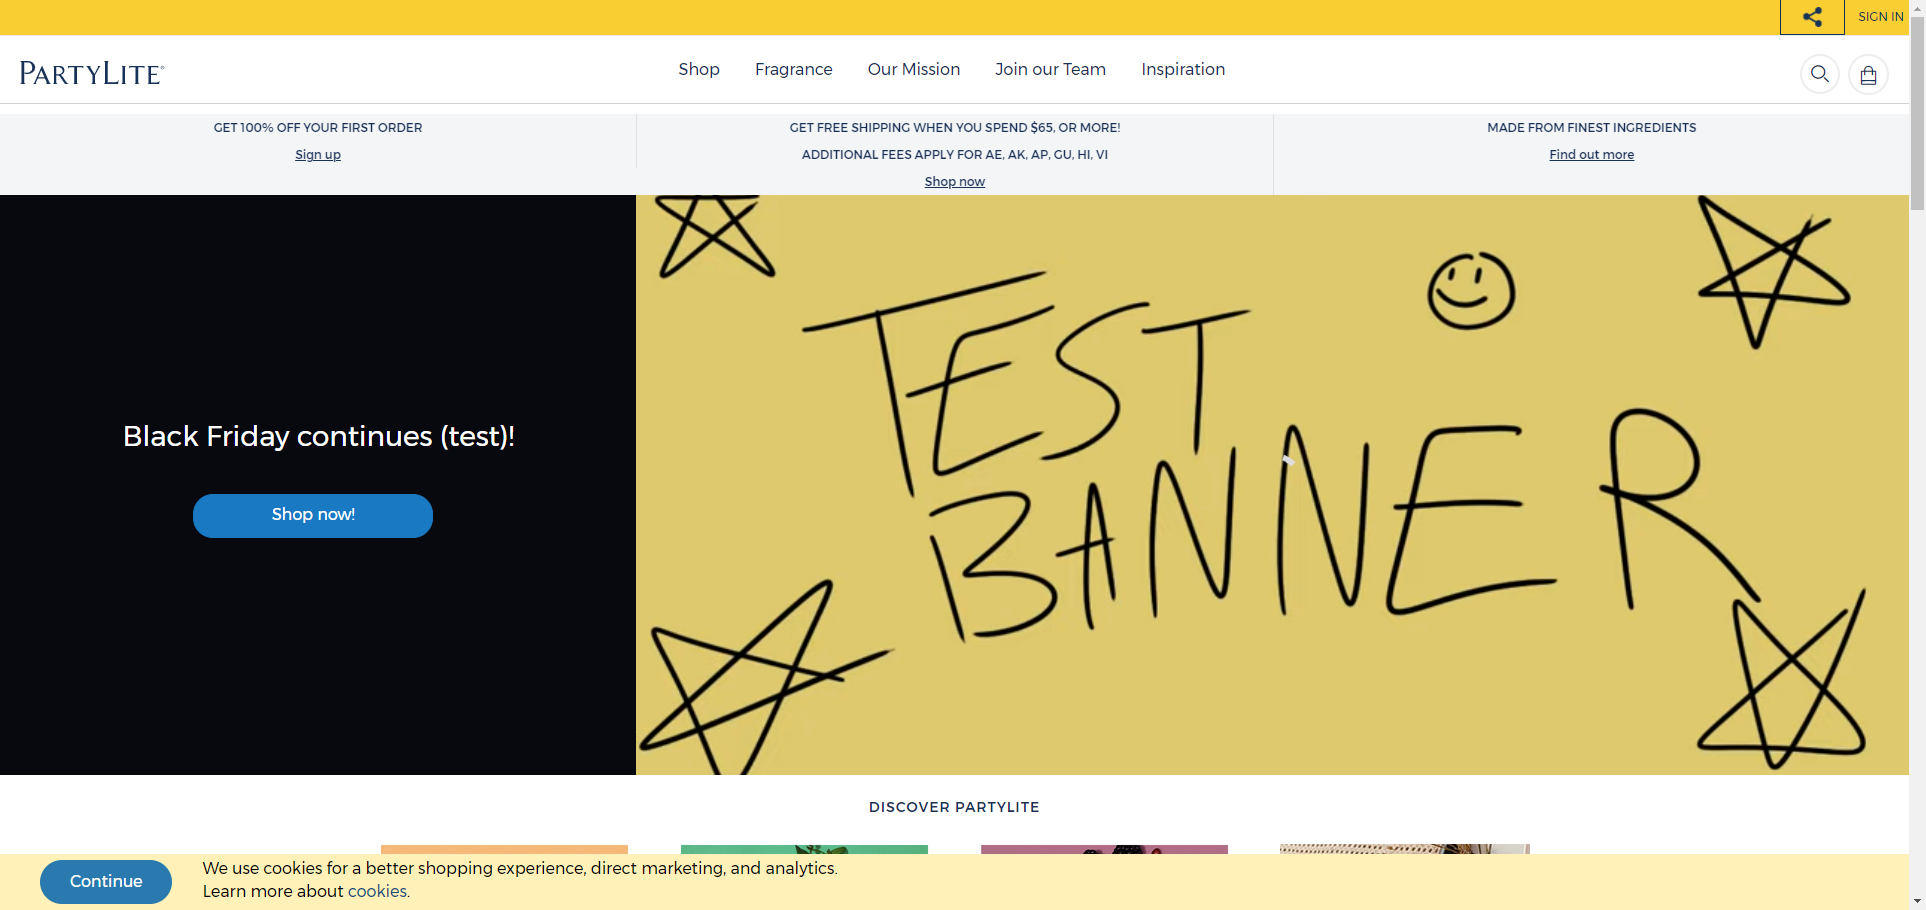 SIGN IN
PARTYLITE®
Shop
Fragrance
Our Mission
Join our Team
Inspiration
GET 100% OFF YOUR FIRST ORDER
Sign up
GET FREE SHIPPING WHEN YOU SPEND $65, OR MORE!
ADDITIONAL FEES APPLY FOR AE, AK, AP, GU, HI, VI
Shop now
MADE FROM FINEST INGREDIENTS
Find out more
Black Friday continues (test)!
Shop now!
TEST
BANNER
DISCOVER PARTYLITE
Continue
We use cookies for a better shopping experience, direct marketing, and analytics.
Learn more about cookies.